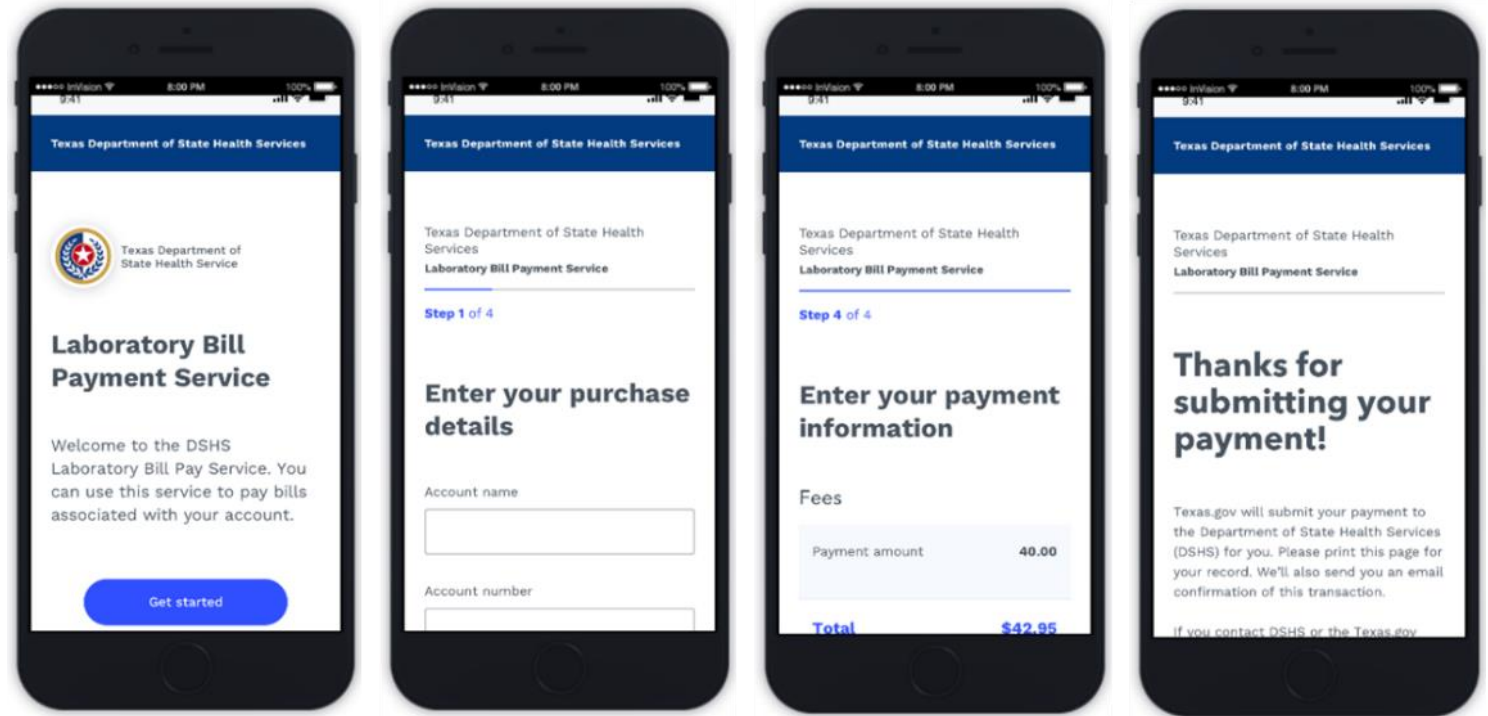 ●●●●○ InVision 8:00 PM 100%
9:41
Texas Department of State Health Services
Texas Department of
State Health Service
Laboratory Bill
Payment Service
Welcome to the DSHS
Laboratory Bill Pay Service. You
can use this service to pay bills
associated with your account.
Get started
●●●●○ InVision 8:00 PM 100%
9:41
Texas Department of State Health Services
Texas Department of State Health
Services
Laboratory Bill Payment Service
Step 1 of 4
Enter your purchase
details
Account name
Account number
●●●●○ InVision 8:00 PM 100%
9:41
Texas Department of State Health Services
Texas Department of State Health
Services
Laboratory Bill Payment Service
Step 4 of 4
Enter your payment
information
Fees
Payment amount 40.00
Total $42.95
●●●●○ InVision 8:00 PM 100%
9:41
Texas Department of State Health Services
Texas Department of State Health
Services
Laboratory Bill Payment Service
Thanks for
submitting your
payment!
Texas.gov will submit your payment to
the Department of State Health Services
(DSHS) for you. Please print this page for
your record. We'll also send you an email
confirmation of this transaction.
If you contact DSHS or the Texas.gov